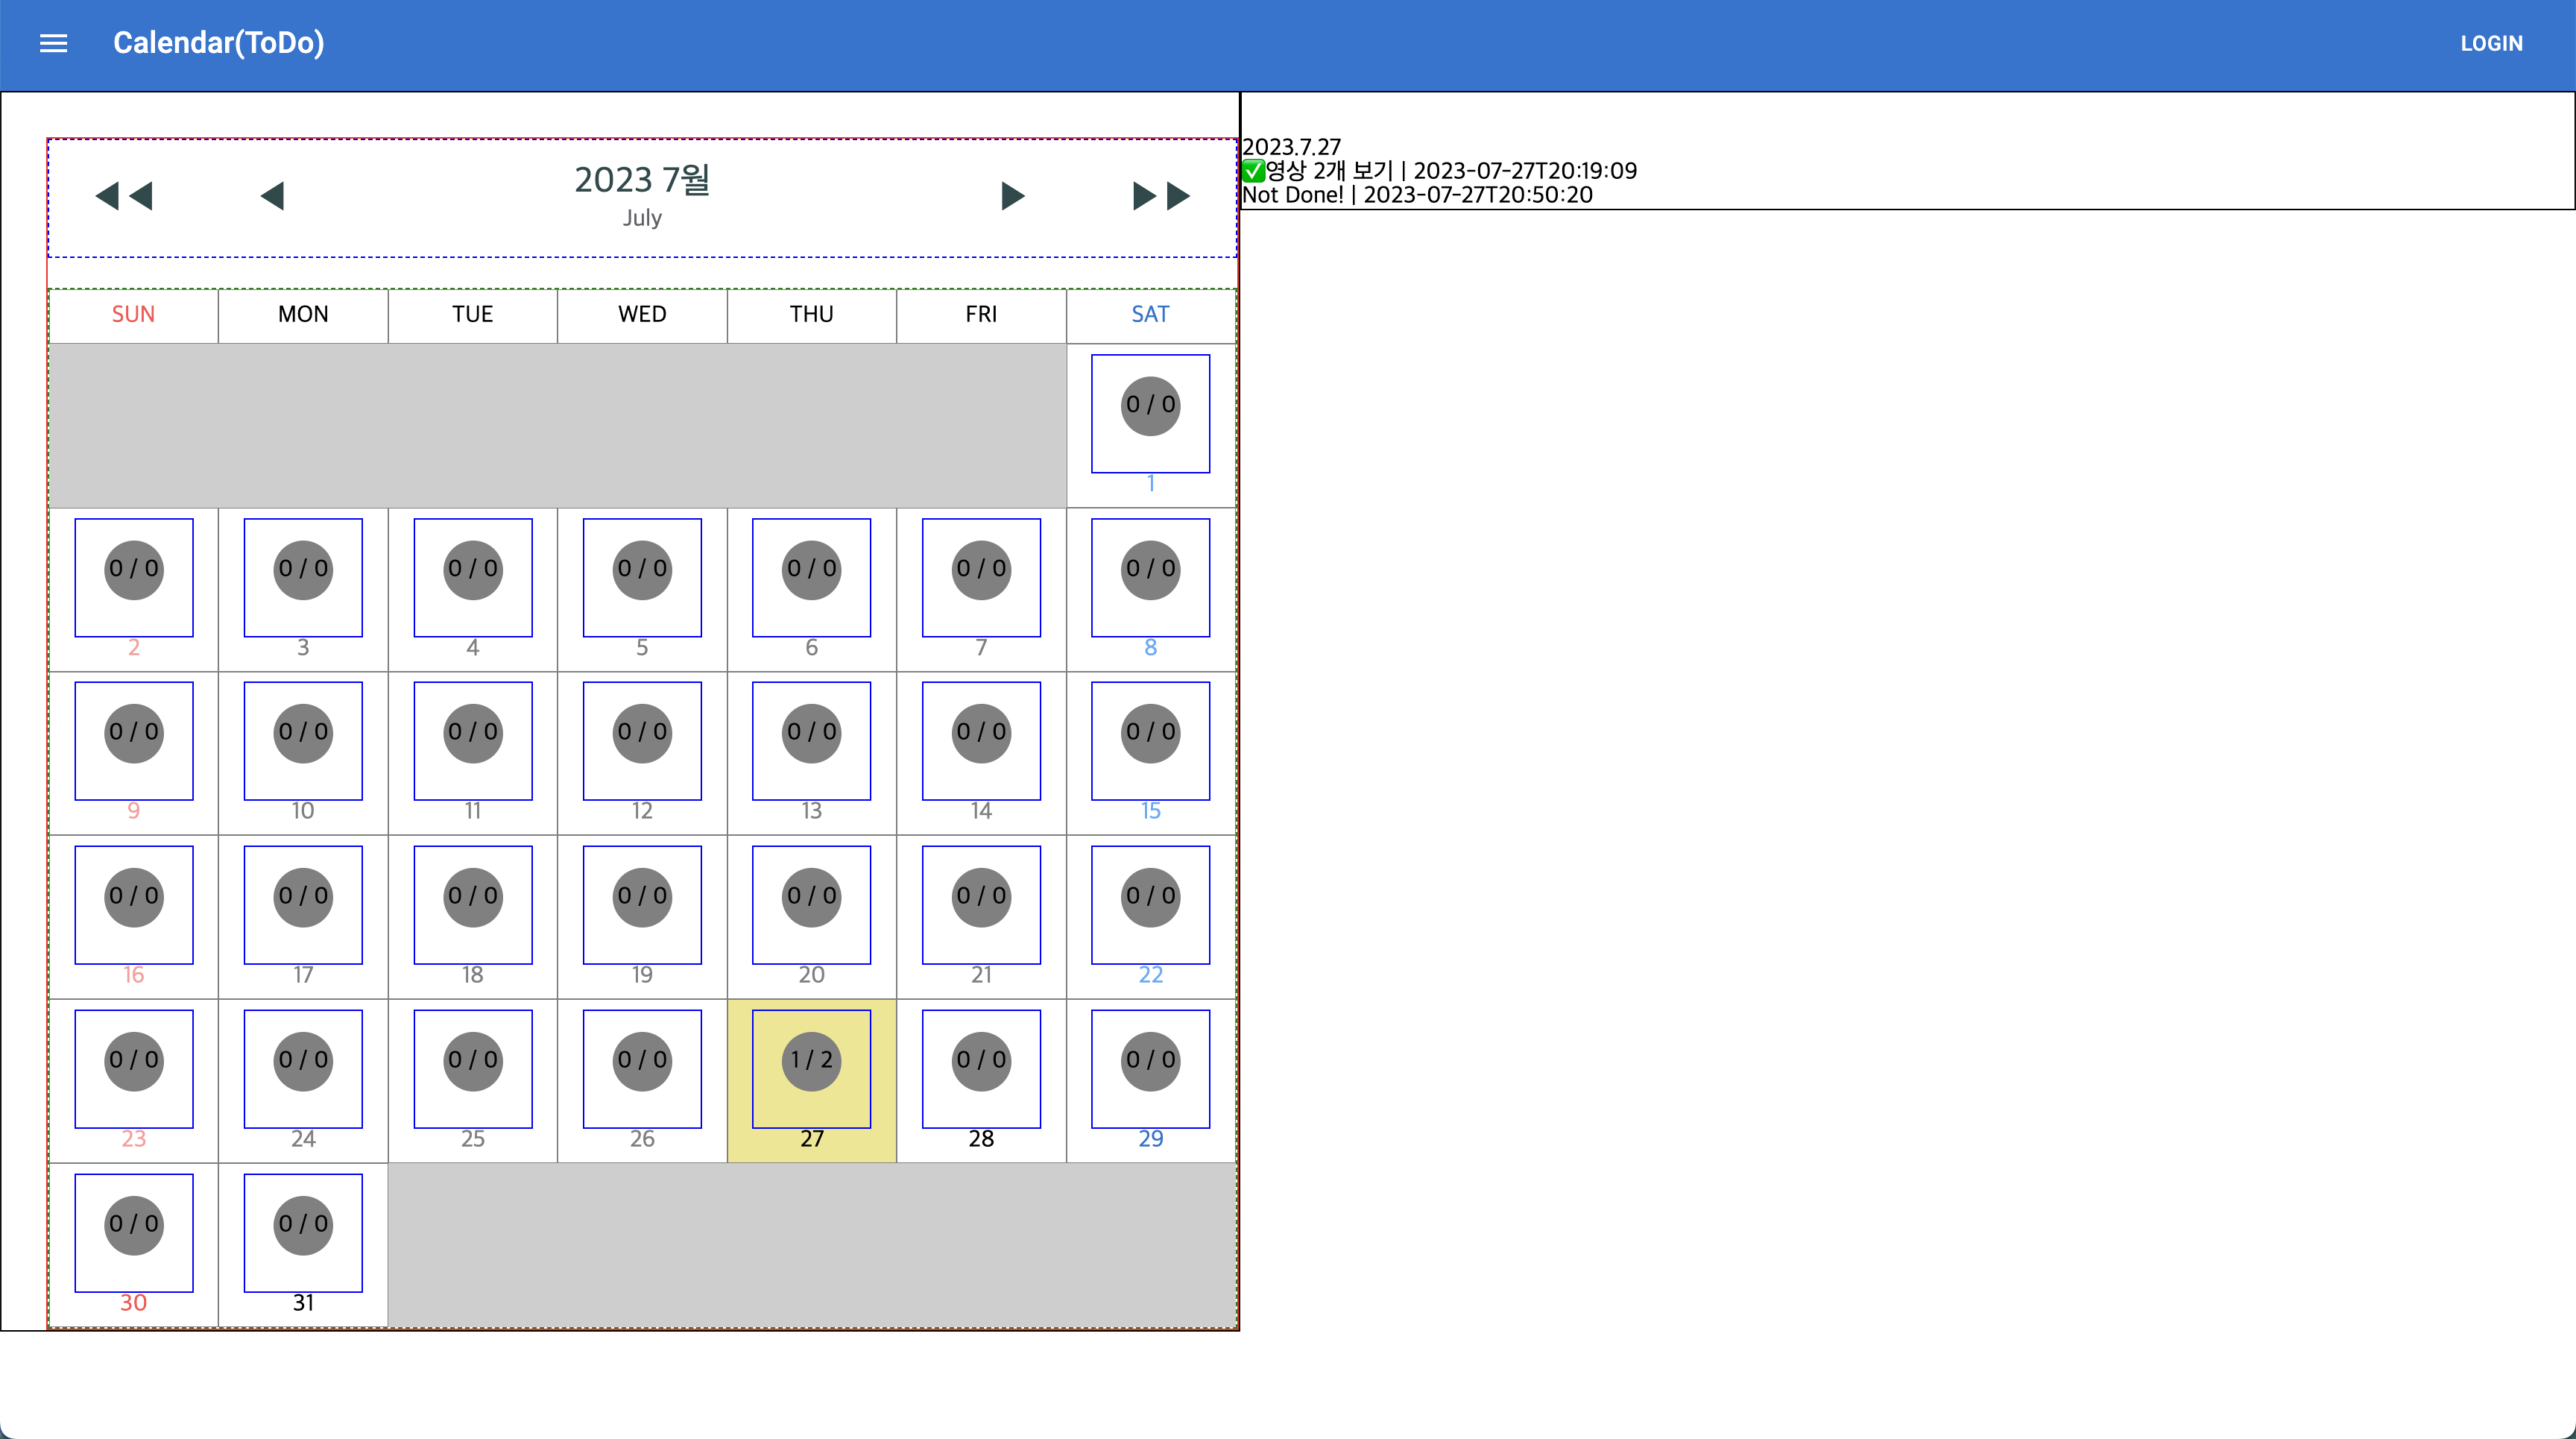 Calendar(ToDo) LOGIN
◀◀ ◀ 2023 7월 ▶ ▶▶
July
SUN MON TUE WED THU FRI SAT
0 / 0
1
0 / 0 0 / 0 0 / 0 0 / 0 0 / 0 0 / 0 0 / 0
2 3 4 5 6 7 8
0 / 0 0 / 0 0 / 0 0 / 0 0 / 0 0 / 0 0 / 0
9 10 11 12 13 14 15
0 / 0 0 / 0 0 / 0 0 / 0 0 / 0 0 / 0 0 / 0
16 17 18 19 20 21 22
0 / 0 0 / 0 0 / 0 0 / 0 1 / 2 0 / 0 0 / 0
23 24 25 26 27 28 29
0 / 0 0 / 0
30 31
2023.7.27
✅영상 2개 보기 | 2023-07-27T20:19:09
Not Done! | 2023-07-27T20:50:20